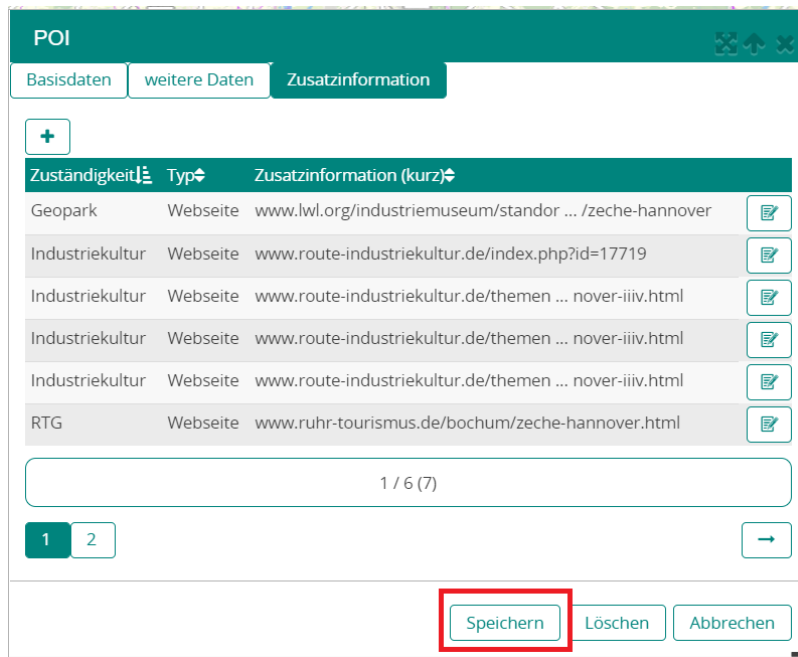 POI
Basisdaten weitere Daten Zusatzinformation
Zuständigkeit Typ Zusatzinformation (kurz)
Geopark Webseite www.lwl.org/industriemuseum/standor ... /zeche-hannover
Industriekultur Webseite www.route-industriekultur.de/index.php?id=17719
Industriekultur Webseite www.route-industriekultur.de/themen ... nover-iiiv.html
Industriekultur Webseite www.route-industriekultur.de/themen ... nover-iiiv.html
Industriekultur Webseite www.route-industriekultur.de/themen ... nover-iiiv.html
RTG Webseite www.ruhr-tourismus.de/bochum/zeche-hannover.html
1 / 6 (7)
1 2
Speichern Löschen Abbrechen